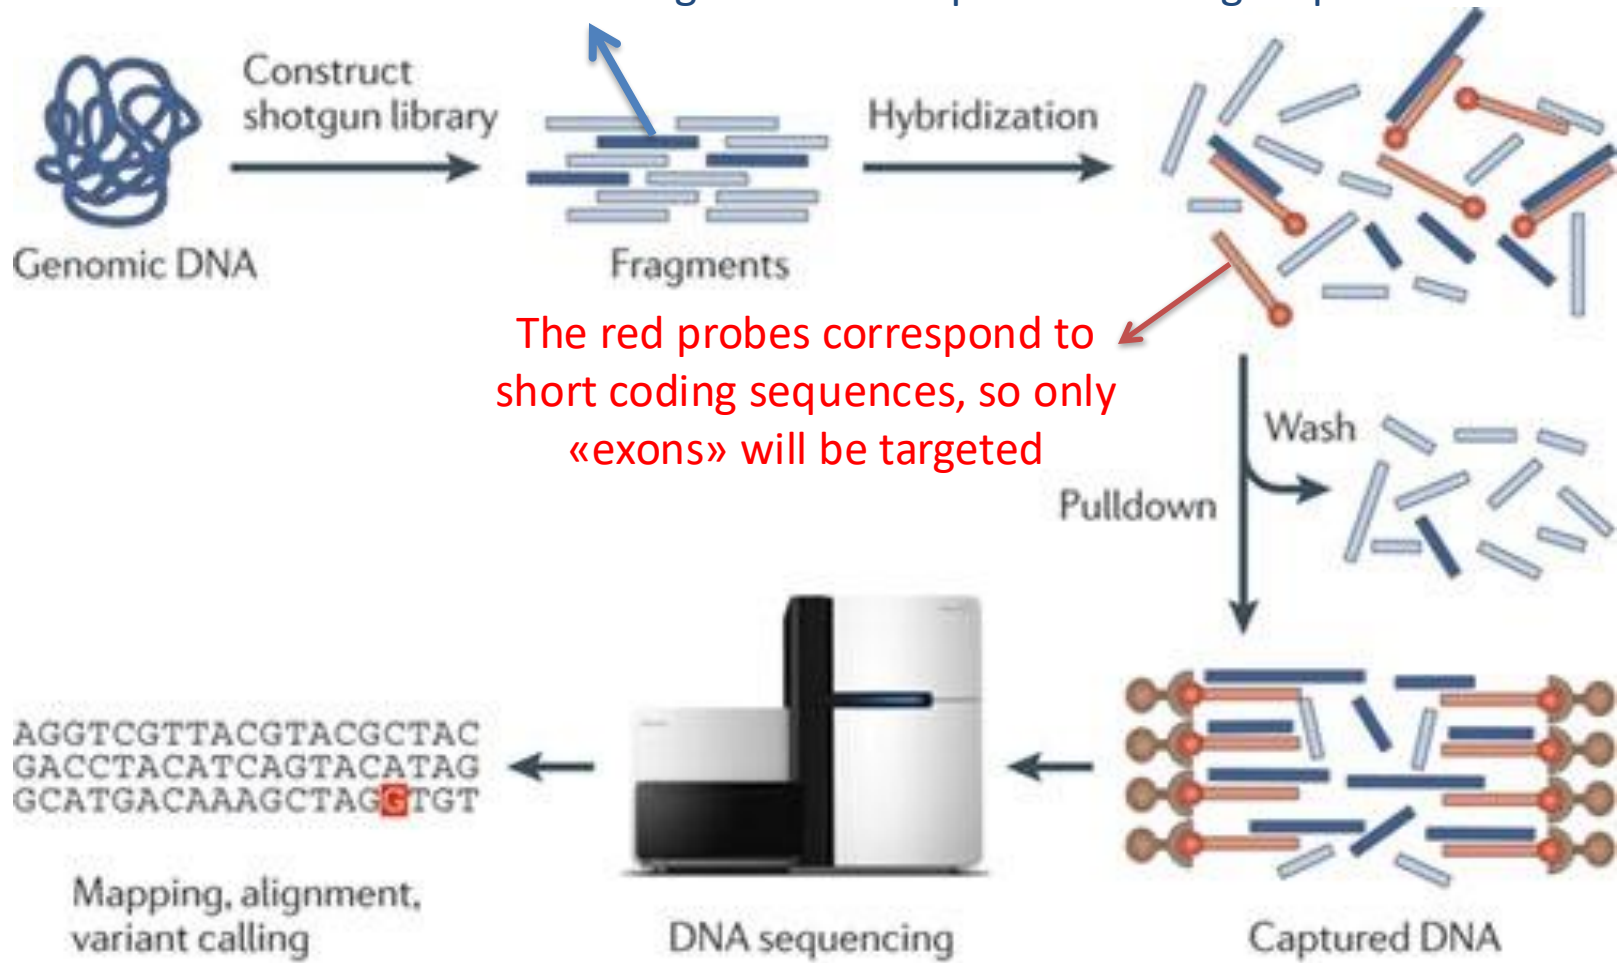 Construct
shotgun library
Hybridization
Genomic DNA
Fragments
The red probes correspond to
short coding sequences, so only
«exons» will be targeted
Wash
Pulldown
AGGTCGTTACGTACGCTAC
GACCTACATCAGTACATAG
GCATGACAAAGCTAGGTGT
Mapping, alignment,
variant calling
DNA sequencing
Captured DNA